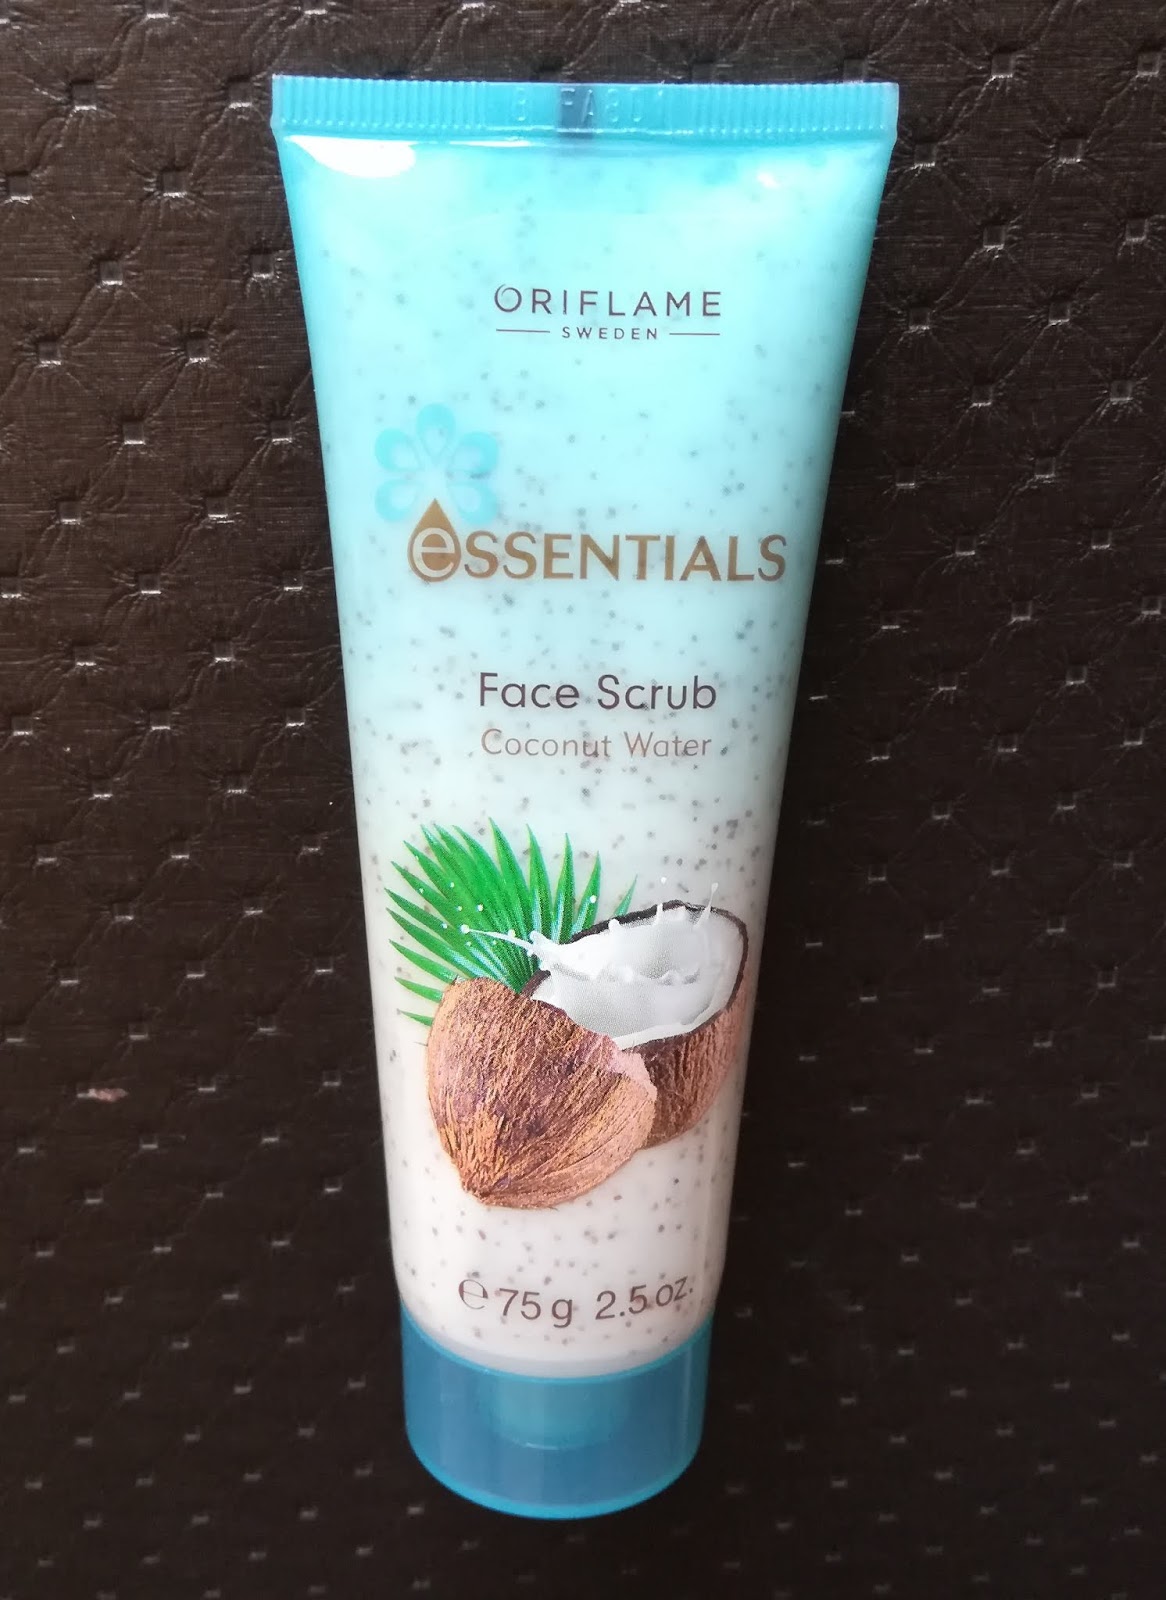 ORIFLAME
SWEDEN
eSSENTIALS
Face Scrub
Coconut Water
℮ 75 g 2.5 oz.